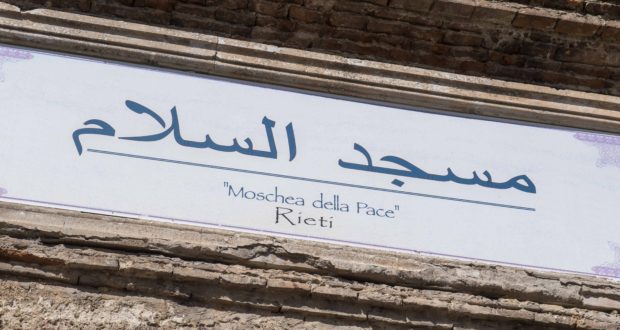 مسجد السلام
"Moschea della Pace"
Rieti